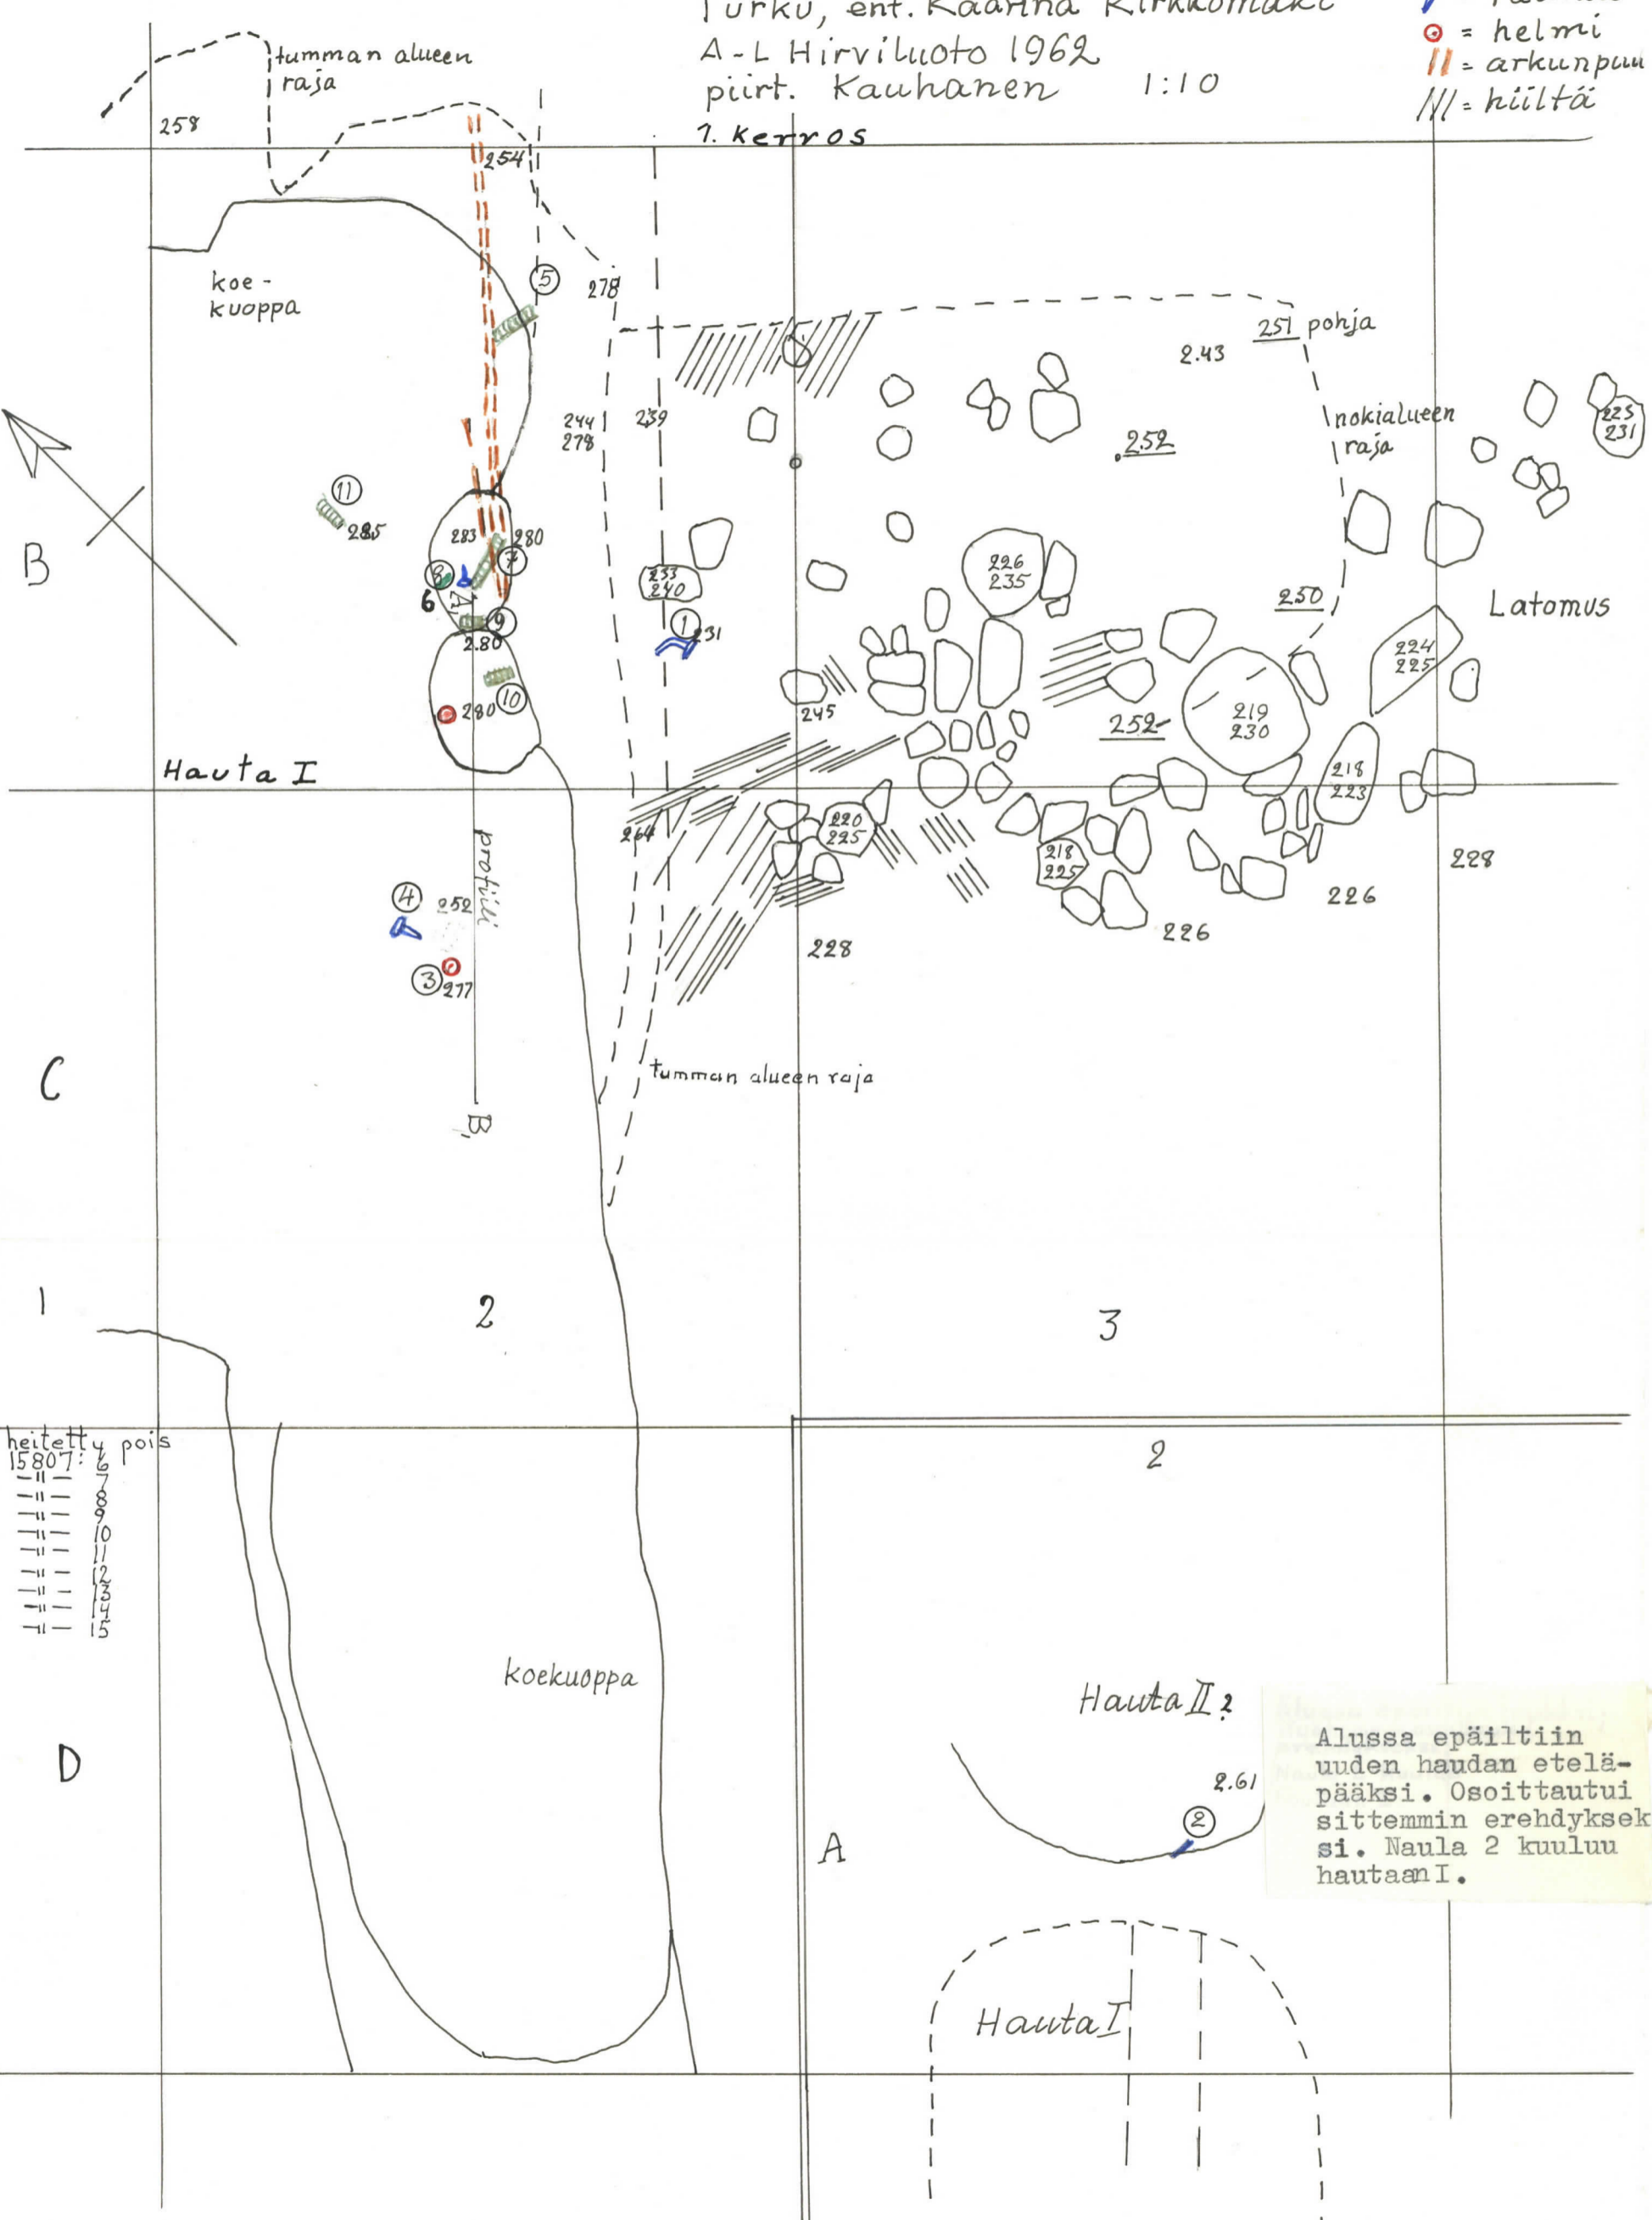 Turku, ent. Kaarina Kirkkomäki
A-L Hirviluoto 1962
piirt. Kauhanen 1:10
1. kerros
= helmi
= arkunpuu
= hiiltä
tumman alueen
raja
258
254
koe-
kuoppa
5
278
251 pohja
2.43
244
278
239
252
nokialueen
raja
223
231
11
285
283
280
7
8
6
A,
9
2.80
10
280
B
233
240
1
231
226
235
250
Latomus
224
225
245
252
219
230
218
223
Hauta I
264
220
225
218
225
228
226
226
profiili
4
252
3
277
228
C
B,
tumman alueen raja
1
2
3
heitetty pois
15807: 6
-"- 7
-"- 8
-"- 9
-"- 10
-"- 11
-"- 12
-"- 13
-"- 14
-"- 15
2
koekuoppa
D
Hauta II?
2.61
2
A
Alussa epäiltiin
uuden haudan etelä-
pääksi. Osoittautui
sittemmin erehdyksek
si. Naula 2 kuuluu
hautaan I.
Hauta I